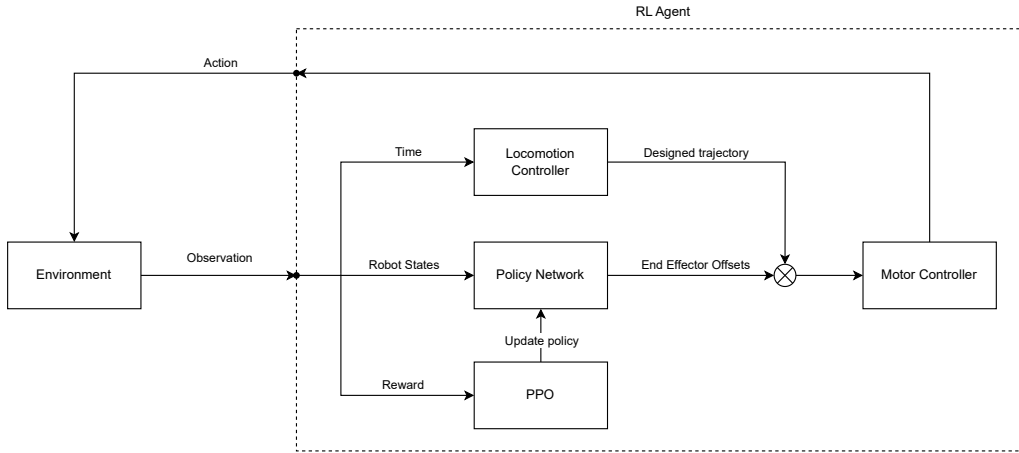 RL Agent
Action
Time
Locomotion
Controller
Designed trajectory
Environment
Observation
Robot States
Policy Network
End Effector Offsets
Motor Controller
Update policy
Reward
PPO